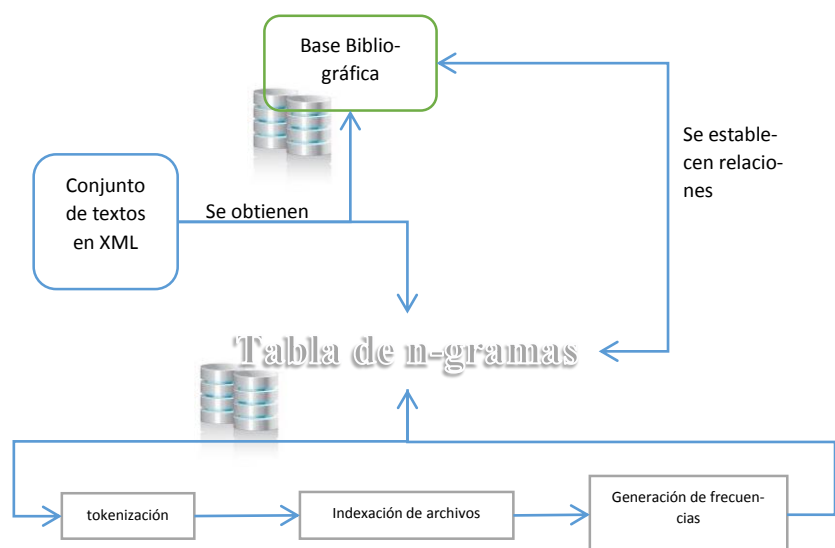 Base Biblio-
gráfica
Se estable-
cen relacio-
nes
Conjunto
de textos
en XML
Se obtienen
Tabla de n-gramas
tokenización
Indexación de archivos
Generación de frecuen-
cias